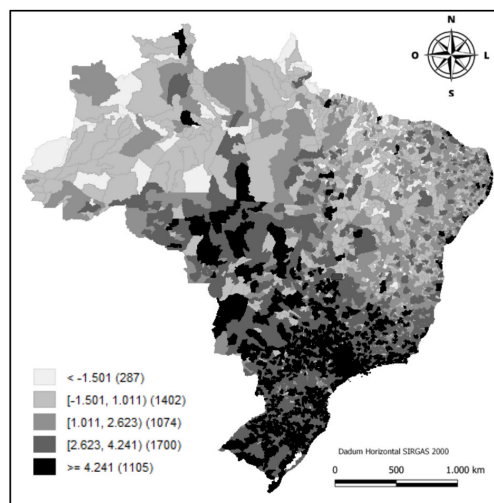 N
O L
S
< -1.501 (287)
[-1.501, 1.011) (1402)
[1.011, 2.623) (1074)
[2.623, 4.241) (1700)
>= 4.241 (1105)
Dadum Horizontal SIRGAS 2000
0 500 1.000 km